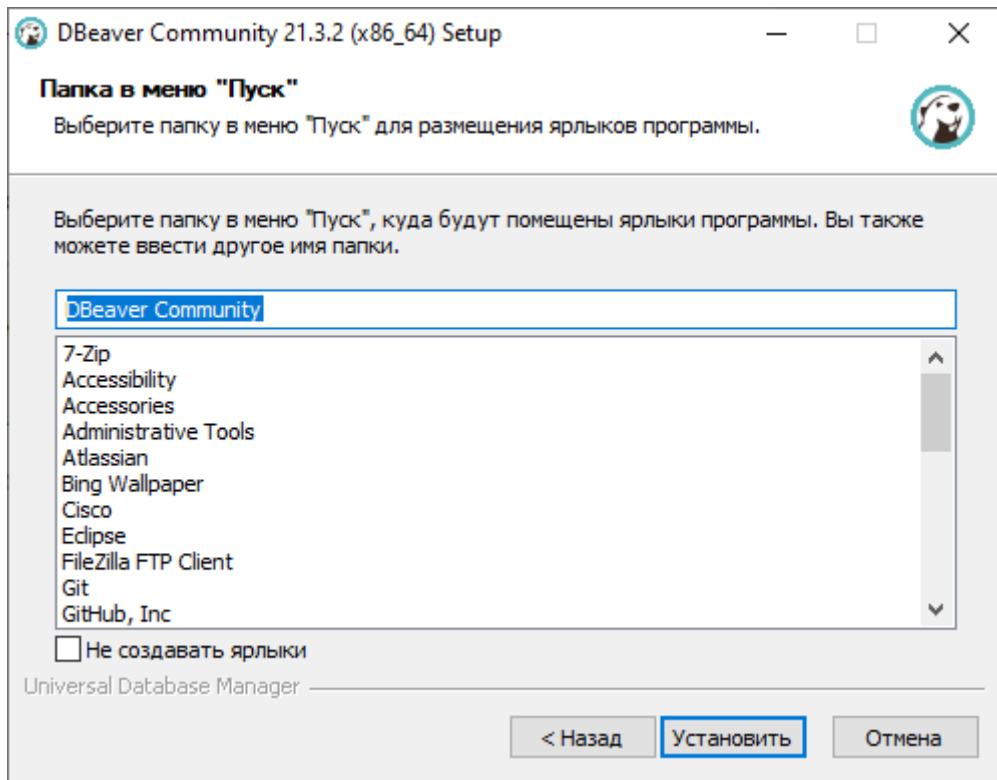 DBeaver Community 21.3.2 (x86_64) Setup
Папка в меню "Пуск"
Выберите папку в меню "Пуск" для размещения ярлыков программы.
Выберите папку в меню "Пуск", куда будут помещены ярлыки программы. Вы также
можете ввести другое имя папки.
DBeaver Community
7-Zip
Accessibility
Accessories
Administrative Tools
Atlassian
Bing Wallpaper
Cisco
Eclipse
FileZilla FTP Client
Git
GitHub, Inc
Не создавать ярлыки
Universal Database Manager
< Назад Установить Отмена